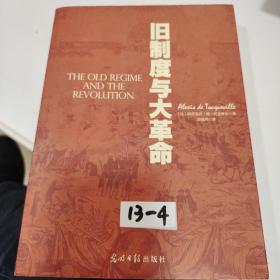 旧制度与大革命
THE OLD REGIME
AND THE
REVOLUTION
Alexis de Tocqueville
13-4
光明日报出版社